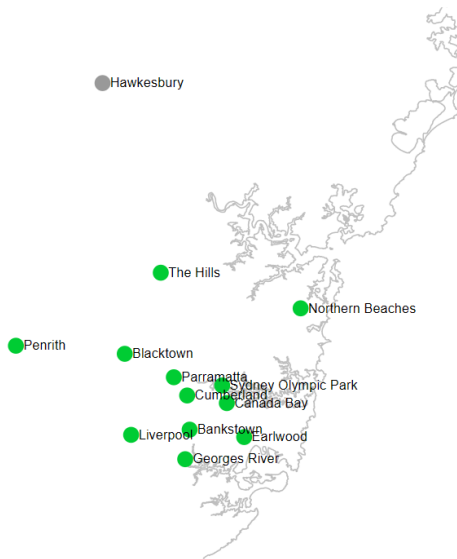 Hawkesbury
The Hills
Northern Beaches
Penrith
Blacktown
Parramatta
Sydney Olympic Park
Cumberland
Canada Bay
Bankstown
Liverpool
Earlwood
Georges River